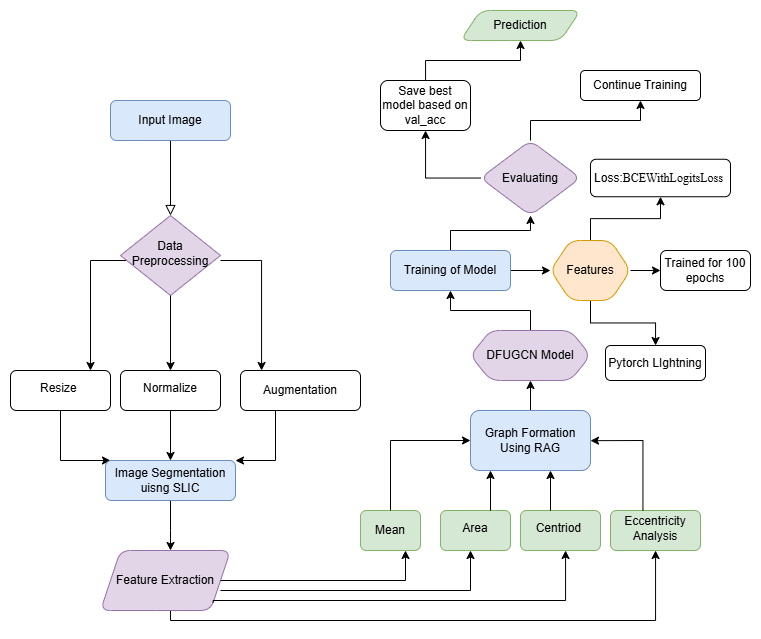 Prediction
Save best
model based on
val_acc
Continue Training
Input Image
Evaluating
Loss:BCEWithLogitsLoss
Data
Preprocessing
Training of Model
Features
Trained for 100
epochs
DFUGCN Model
Pytorch LIghtning
Resize
Normalize
Augmentation
Graph Formation
Using RAG
Image Segmentation
uisng SLIC
Mean
Area
Centriod
Eccentricity
Analysis
Feature Extraction